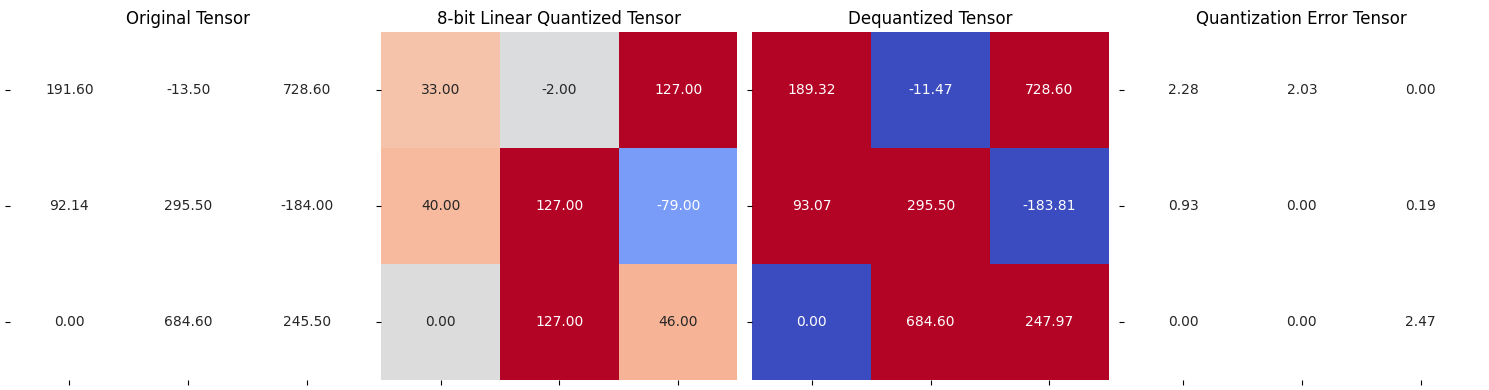 Original Tensor 8-bit Linear Quantized Tensor Dequantized Tensor Quantization Error Tensor
191.60 -13.50 728.60 33.00 -2.00 127.00 189.32 -11.47 728.60 2.28 2.03 0.00
92.14 295.50 -184.00 40.00 127.00 -79.00 93.07 295.50 -183.81 0.93 0.00 0.19
0.00 684.60 245.50 0.00 127.00 46.00 0.00 684.60 247.97 0.00 0.00 2.47